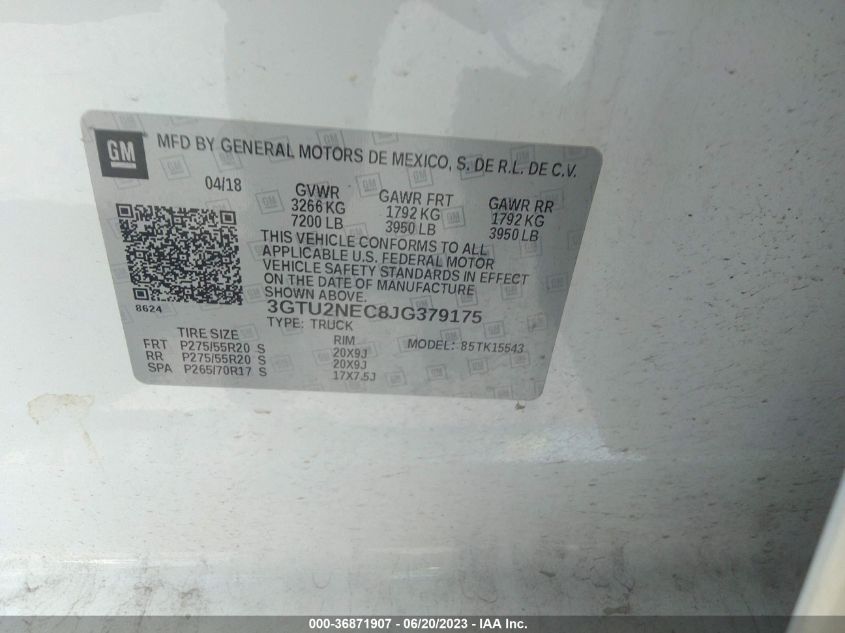 GM
MFD BY GENERAL MOTORS DE MEXICO, S. DE R.L. DE C.V.
04/18
GVWR
3266 KG
7200 LB
GAWR FRT
1792 KG
3950 LB
GAWR RR
1792 KG
3950 LB
THIS VEHICLE CONFORMS TO ALL
APPLICABLE U.S. FEDERAL MOTOR
VEHICLE SAFETY STANDARDS IN EFFECT
ON THE DATE OF MANUFACTURE
SHOWN ABOVE.
8624
3GTU2NEC8JG379175
TYPE: TRUCK
MODEL: 85TK15543
TIRE SIZE
RIM
FRT P275/55R20 S 20X9J
RR P275/55R20 S 20X9J
SPA P265/70R17 S 17X7.5J
000-36871907 - 06/20/2023 - IAA Inc.